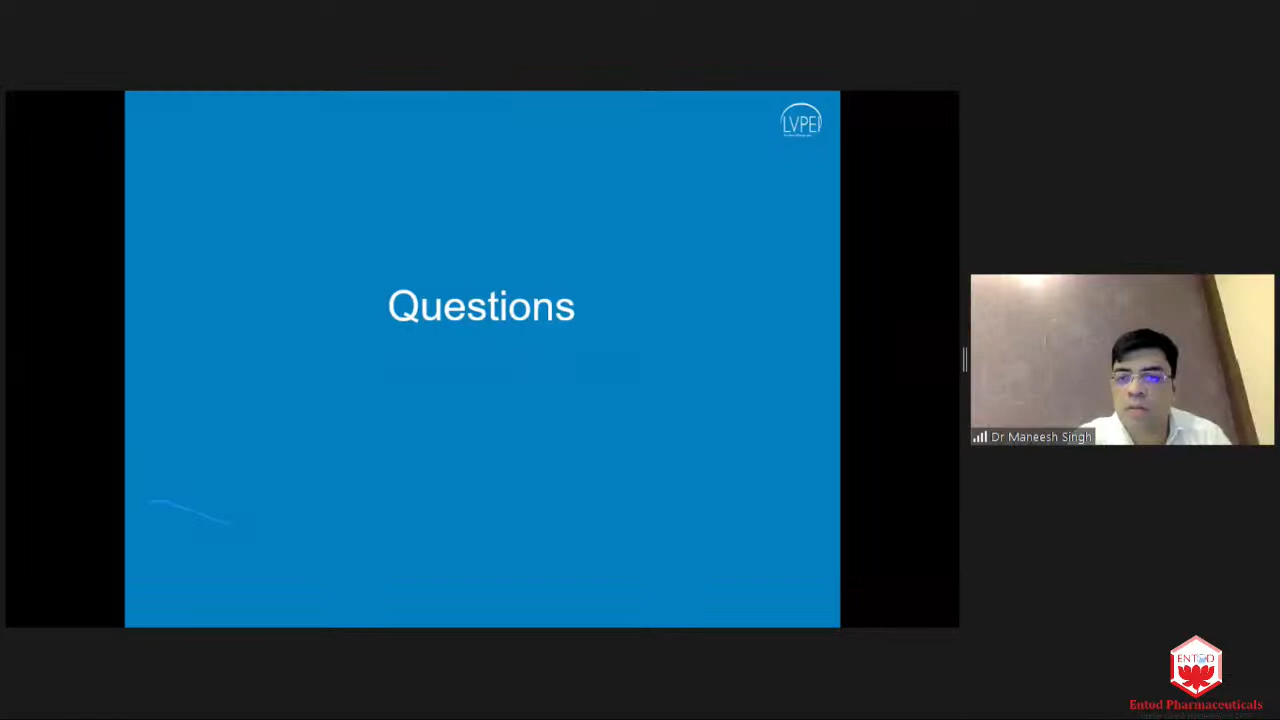 LVPEI
Questions
Dr Maneesh Singh
ENTOD
Entod Pharmaceuticals